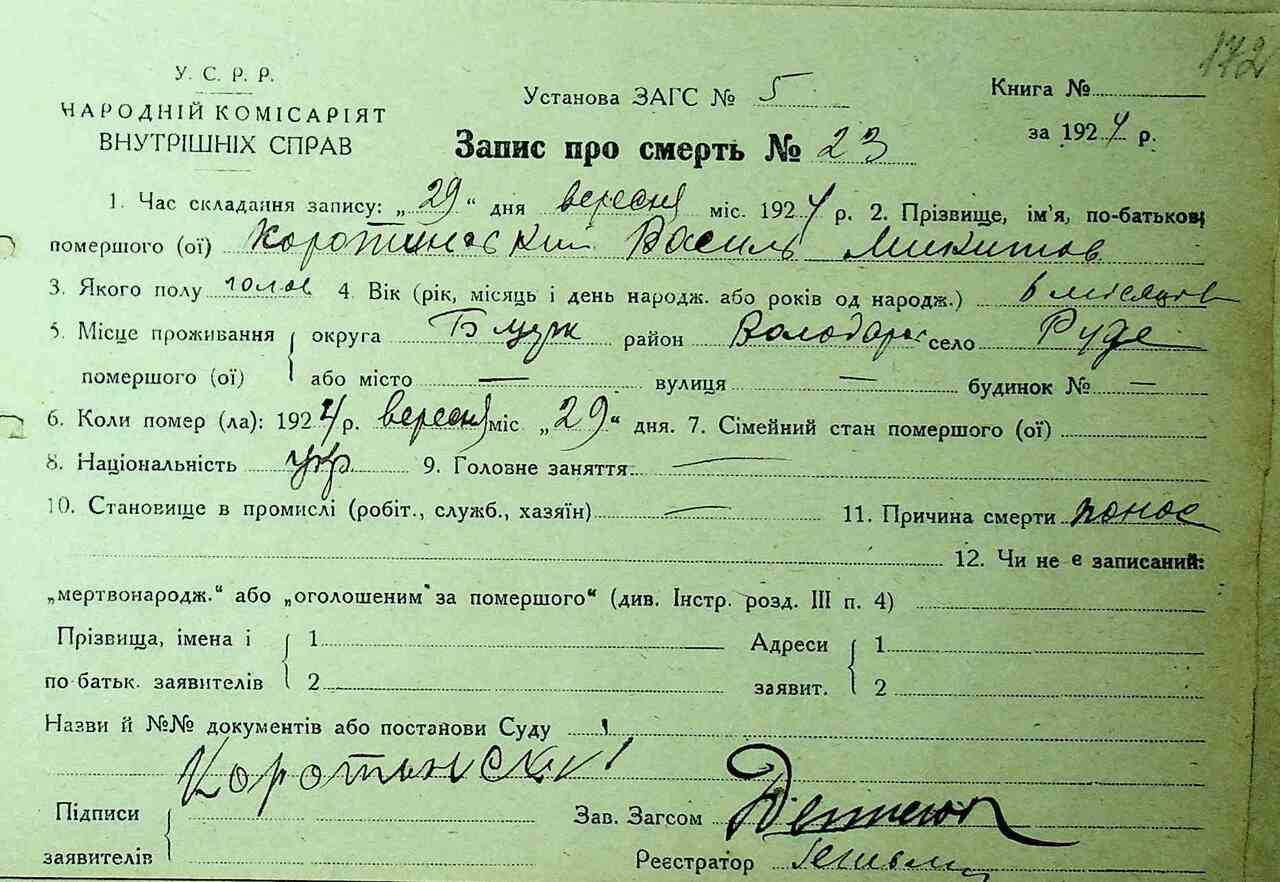 172
У. С. Р. Р.
НАРОДНІЙ КОМІСАРІЯТ
ВНУТРІШНІХ СПРАВ
Установа ЗАГС № 5
Книга №
за 1924 р.
Запис про смерть № 23
1. Час складання запису: „ 29 “ дня вересня міс. 1924 р. 2. Прізвище, ім'я, по-батькові
помершого (ої) Коротинский Василь Микитов
3. Якого полу 4. Вік (рік, місяць і день народж. або років од народж.) 6 місяців
5. Місце проживання округа Б Церк район Володарс село Руде
помершого (ої) або місто — вулиця — будинок № —
6. Коли помер (ла): 1924 р. вересня міс „ 29 “ дня. 7. Сімейний стан помершого (ої)
8. Національність укр 9. Головне заняття: —
10. Становище в промислі (робіт., служб., хазяїн) — 11. Причина смерти понос
12. Чи не є записаний:
„мертвонародж.“ або „оголошеним за помершого“ (див. Інстр. розд. III п. 4)
Прізвища, імена і 1 Адреси 1
по батьк. заявителів 2 заявит. 2
Назви й №№ документів або постанови Суду
Коротинский
Підписи Зав. Загсом
заявителів Реєстратор